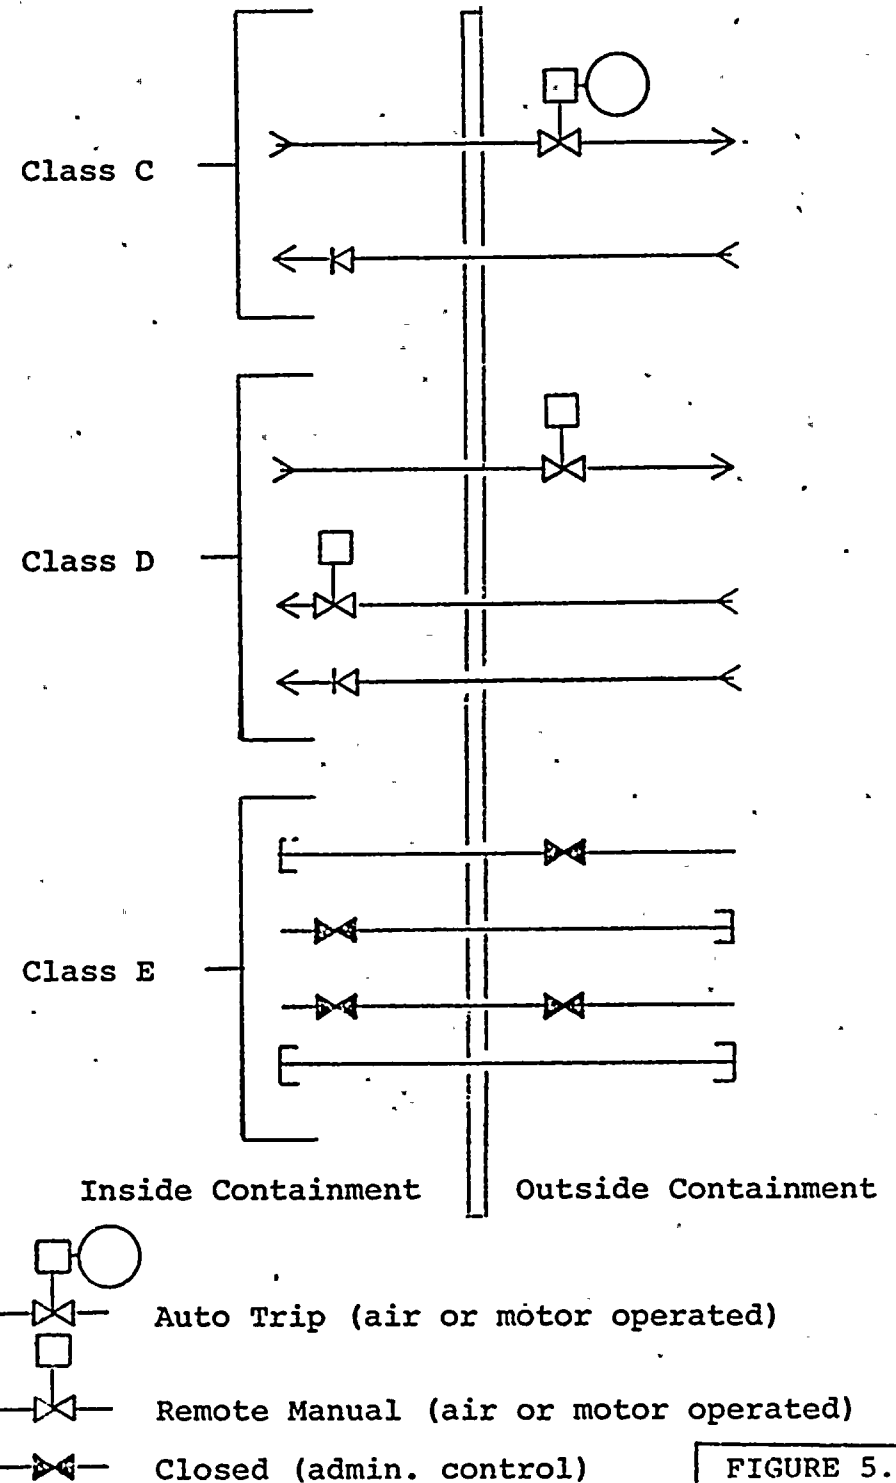 Class C
Class D
Class E
Inside Containment
Outside Containment
Auto Trip (air or motor operated)
Remote Manual (air or motor operated)
Closed (admin. control)
FIGURE 5.